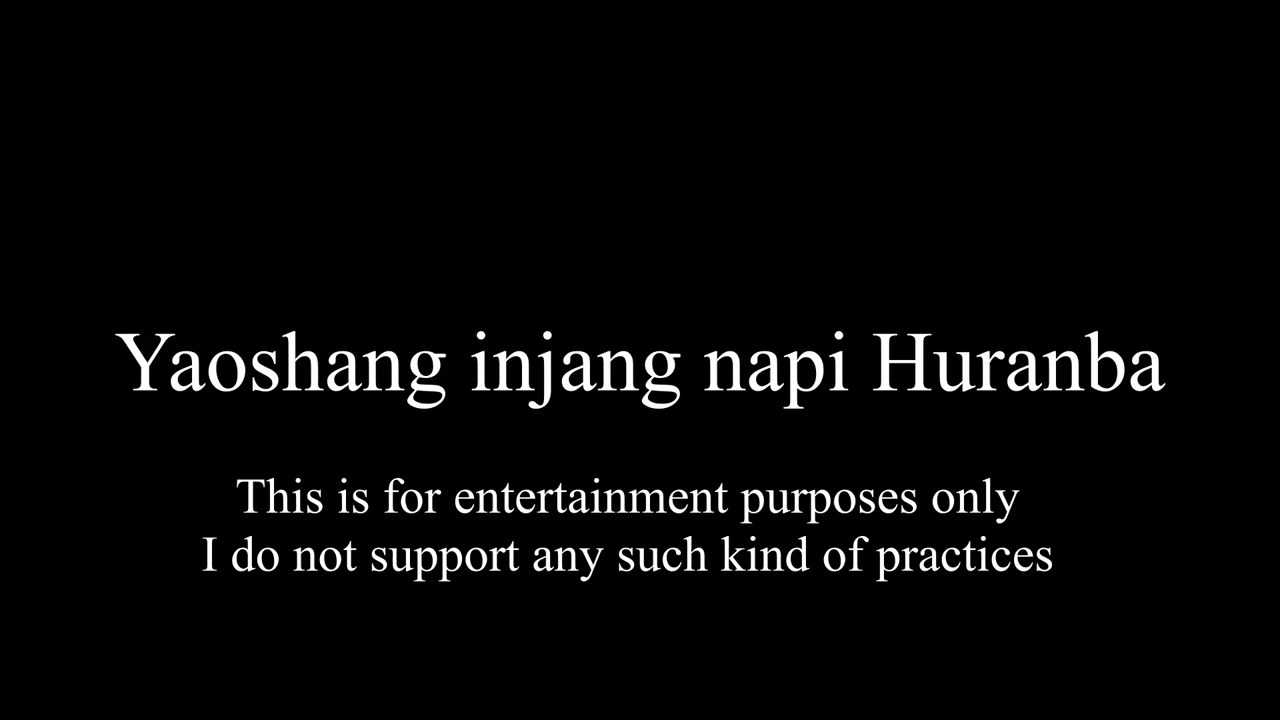 Yaoshang injang napi Huranba
This is for entertainment purposes only
I do not support any such kind of practices